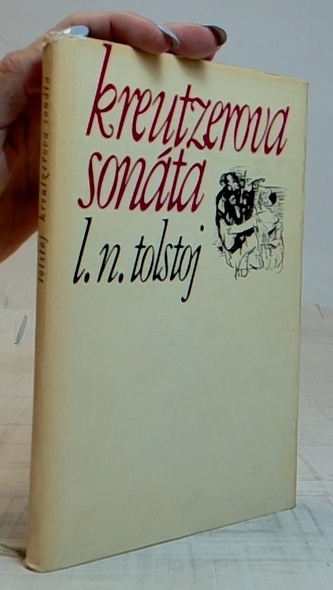 kreutzerova
sonáta
l. n. tolstoj
tolstoj kreutzerova sonáta